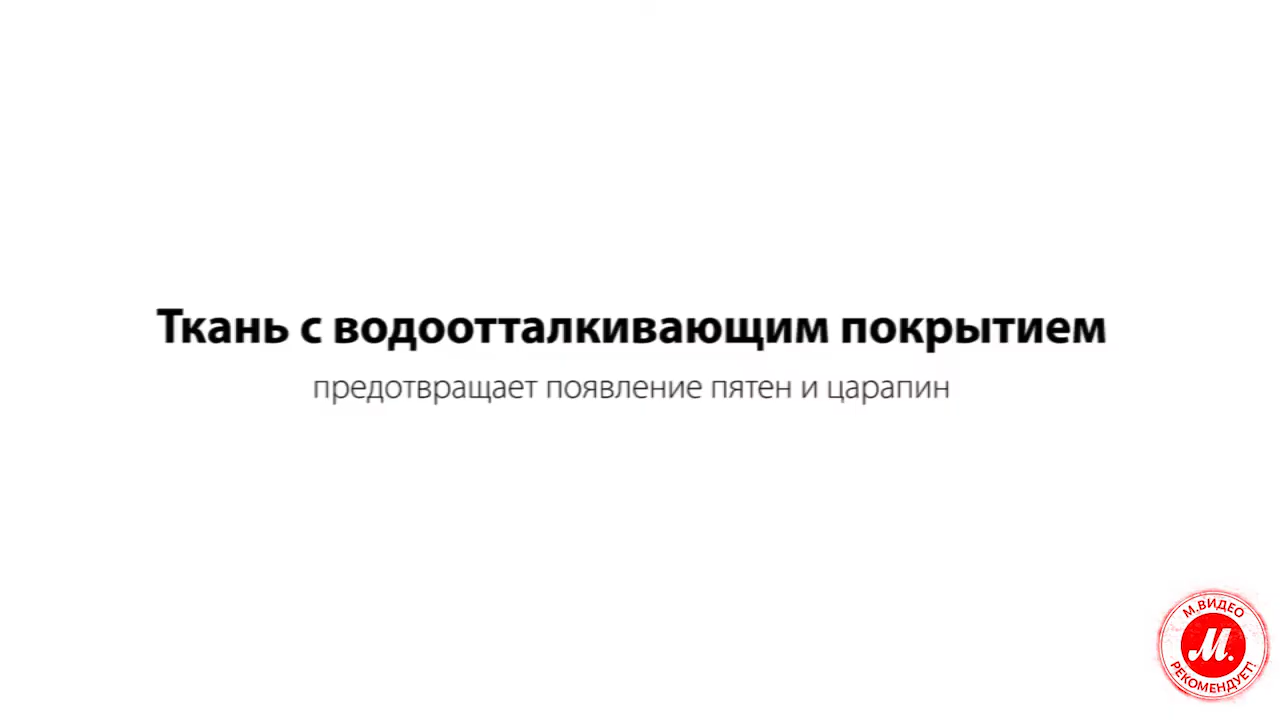 Ткань с водоотталкивающим покрытием
предотвращает появление пятен и царапин
М.ВИДЕО
М.
РЕКОМЕНДУЕТ!